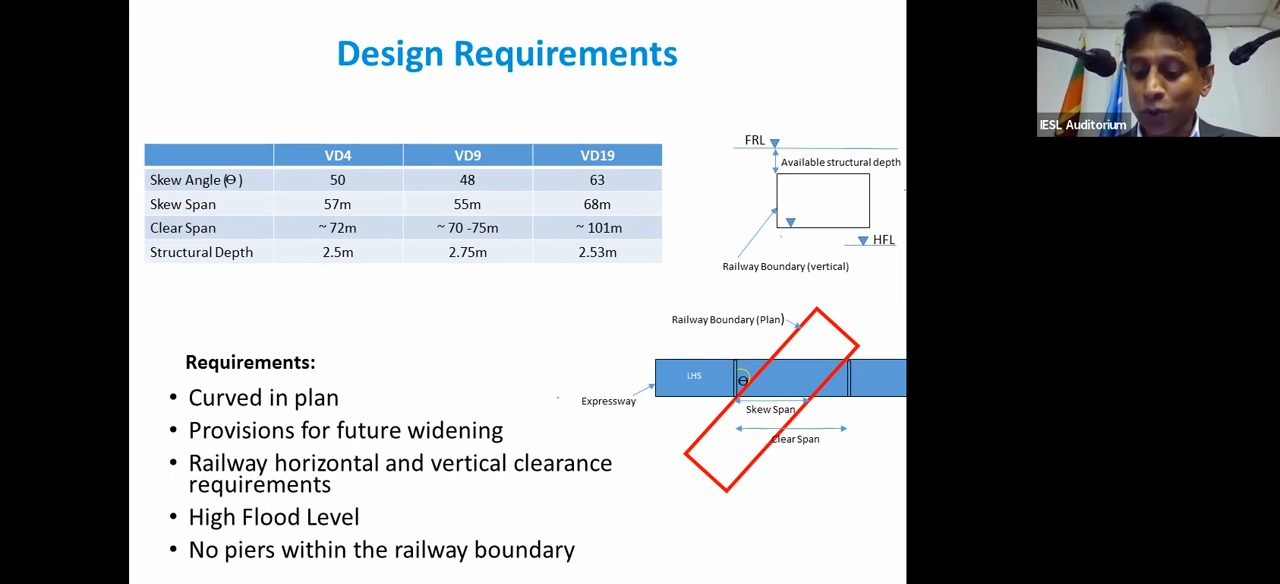 Design Requirements
VD4 VD9 VD19
Skew Angle (Ɵ) 50 48 63
Skew Span 57m 55m 68m
Clear Span ~ 72m ~ 70 -75m ~ 101m
Structural Depth 2.5m 2.75m 2.53m
FRL
Available structural depth
HFL
Railway Boundary (vertical)
Railway Boundary (Plan)
LHS
Ɵ
Expressway
Skew Span
Clear Span
Requirements:
• Curved in plan
• Provisions for future widening
• Railway horizontal and vertical clearance
requirements
• High Flood Level
• No piers within the railway boundary
IESL Auditorium